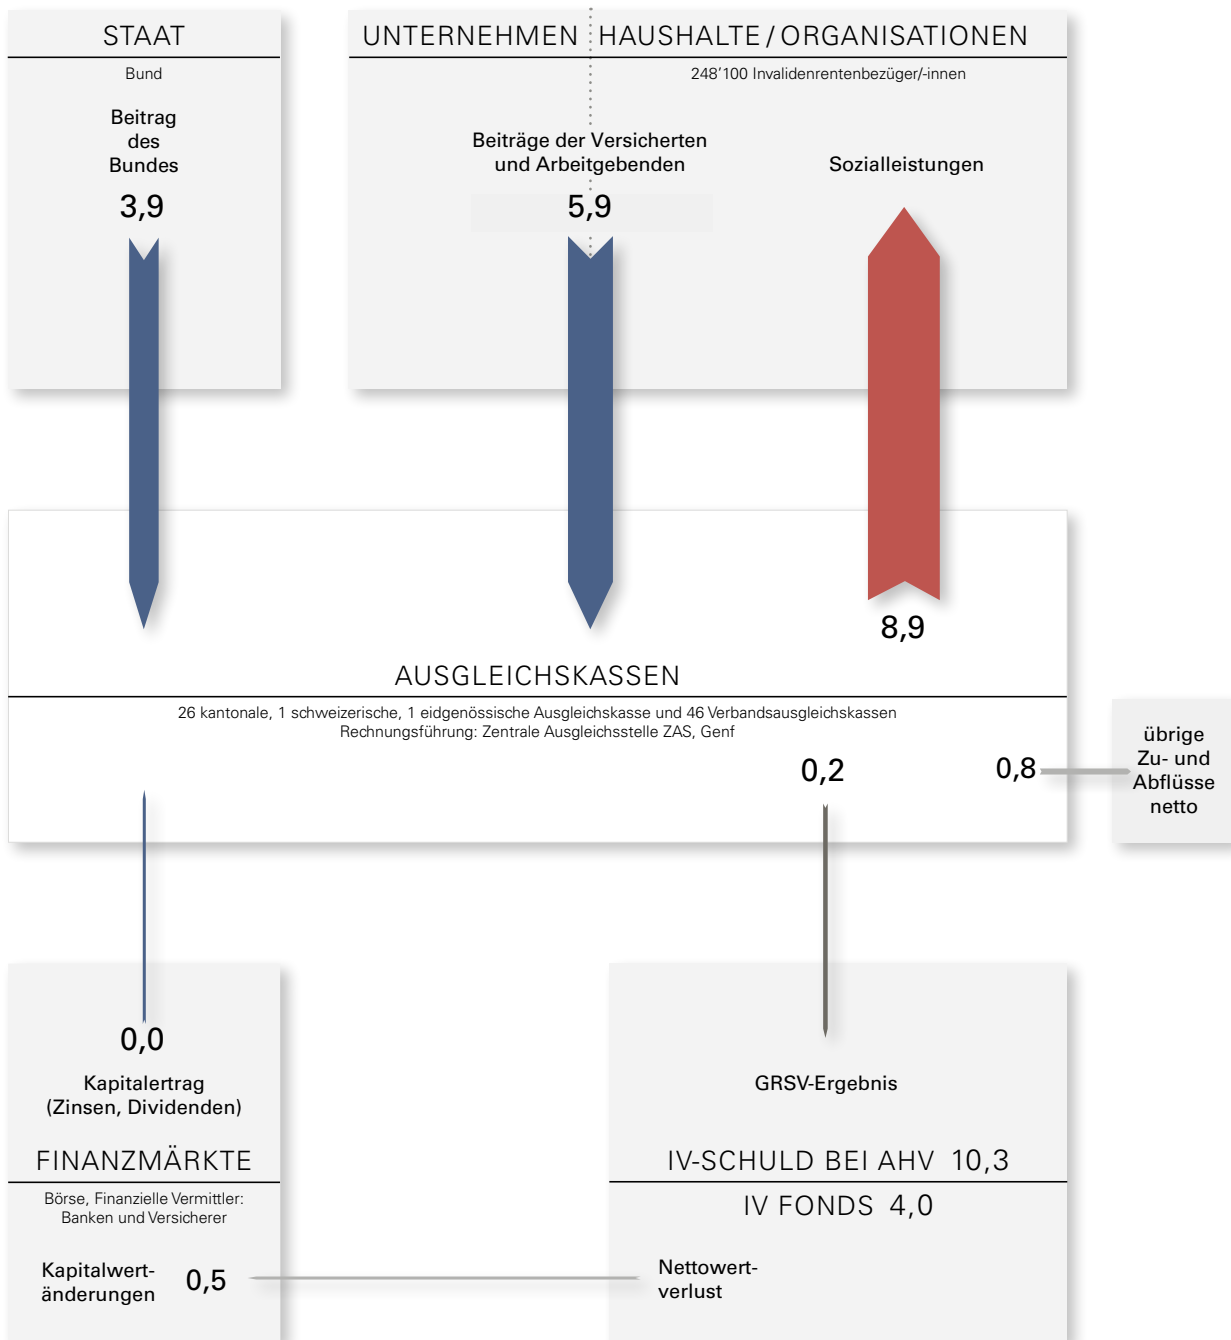 STAAT
Bund
Beitrag
des
Bundes
3,9
UNTERNEHMEN HAUSHALTE / ORGANISATIONEN
248’100 Invalidenrentenbezüger/-innen
Beiträge der Versicherten
und Arbeitgebenden
5,9
Sozialleistungen
8,9
AUSGLEICHSKASSEN
26 kantonale, 1 schweizerische, 1 eidgenössische Ausgleichskasse und 46 Verbandsausgleichskassen
Rechnungsführung: Zentrale Ausgleichsstelle ZAS, Genf
0,2
0,8
übrige
Zu- und
Abflüsse
netto
0,0
Kapitalertrag
(Zinsen, Dividenden)
FINANZMÄRKTE
Börse, Finanzielle Vermittler:
Banken und Versicherer
Kapitalwert-
änderungen
0,5
GRSV-Ergebnis
IV-SCHULD BEI AHV 10,3
IV FONDS 4,0
Nettowert-
verlust